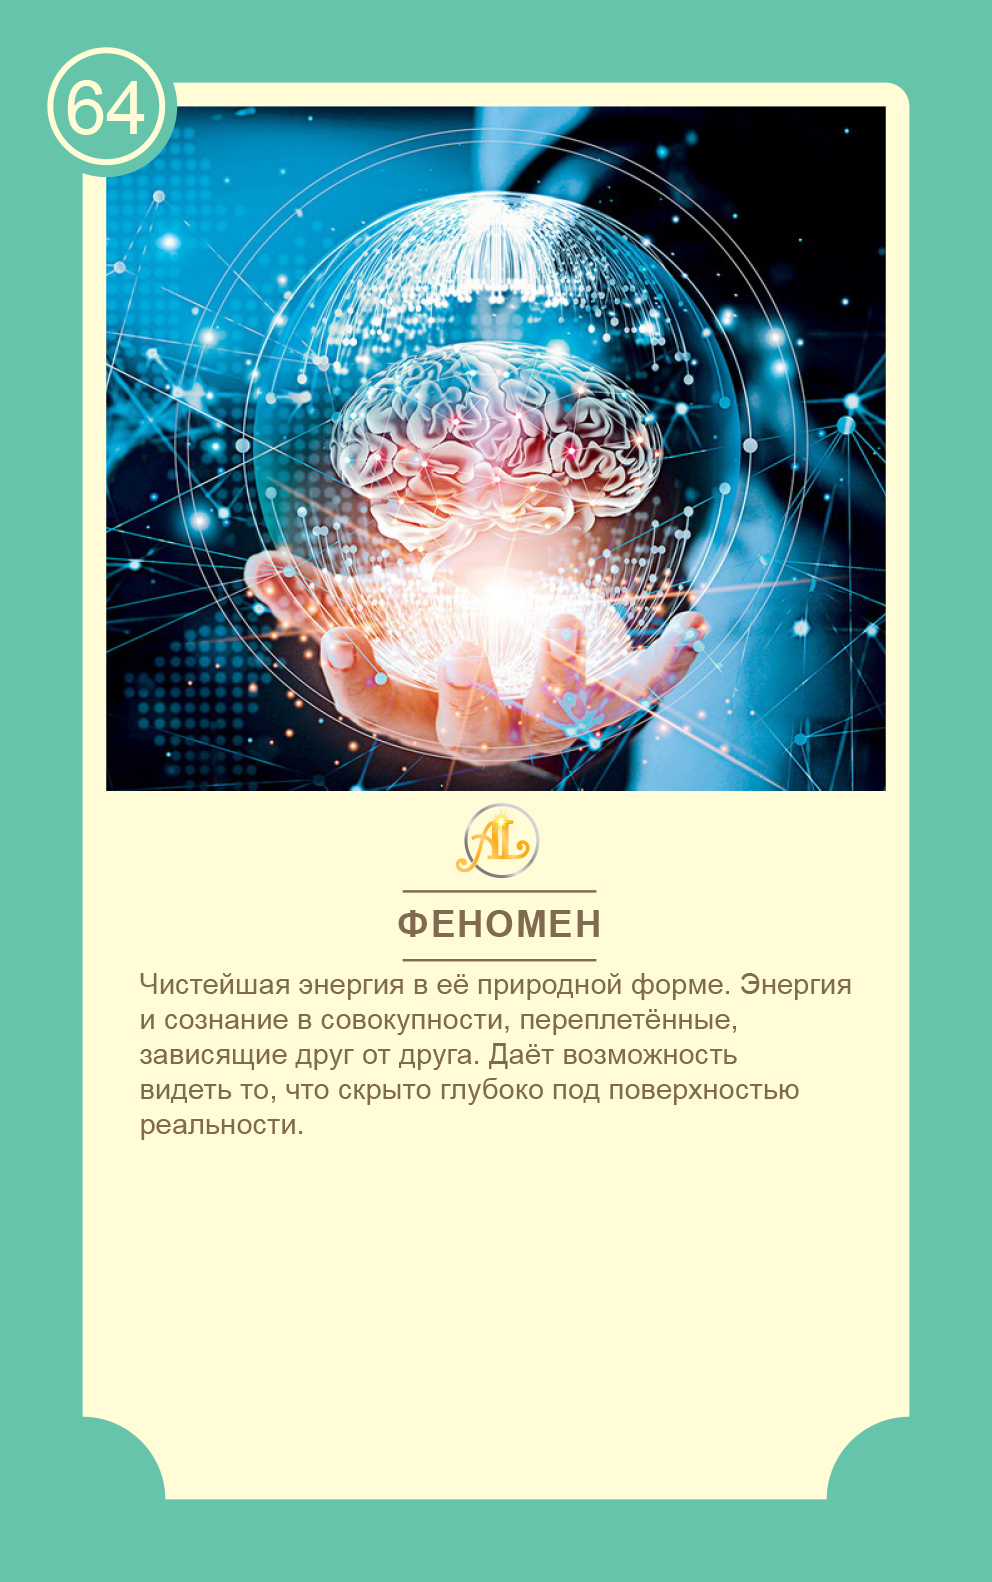 64
AL
ФЕНОМЕН
Чистейшая энергия в её природной форме. Энергия
и сознание в совокупности, переплетённые,
зависящие друг от друга. Даёт возможность
видеть то, что скрыто глубоко под поверхностью
реальности.